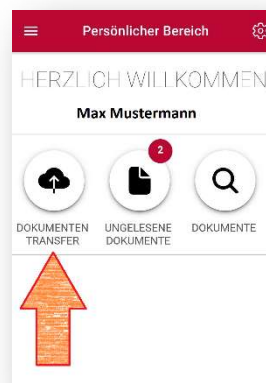 Persönlicher Bereich
HERZLICH WILLKOMMEN
Max Mustermann
2
DOKUMENTEN TRANSFER
UNGELESENE DOKUMENTE
DOKUMENTE